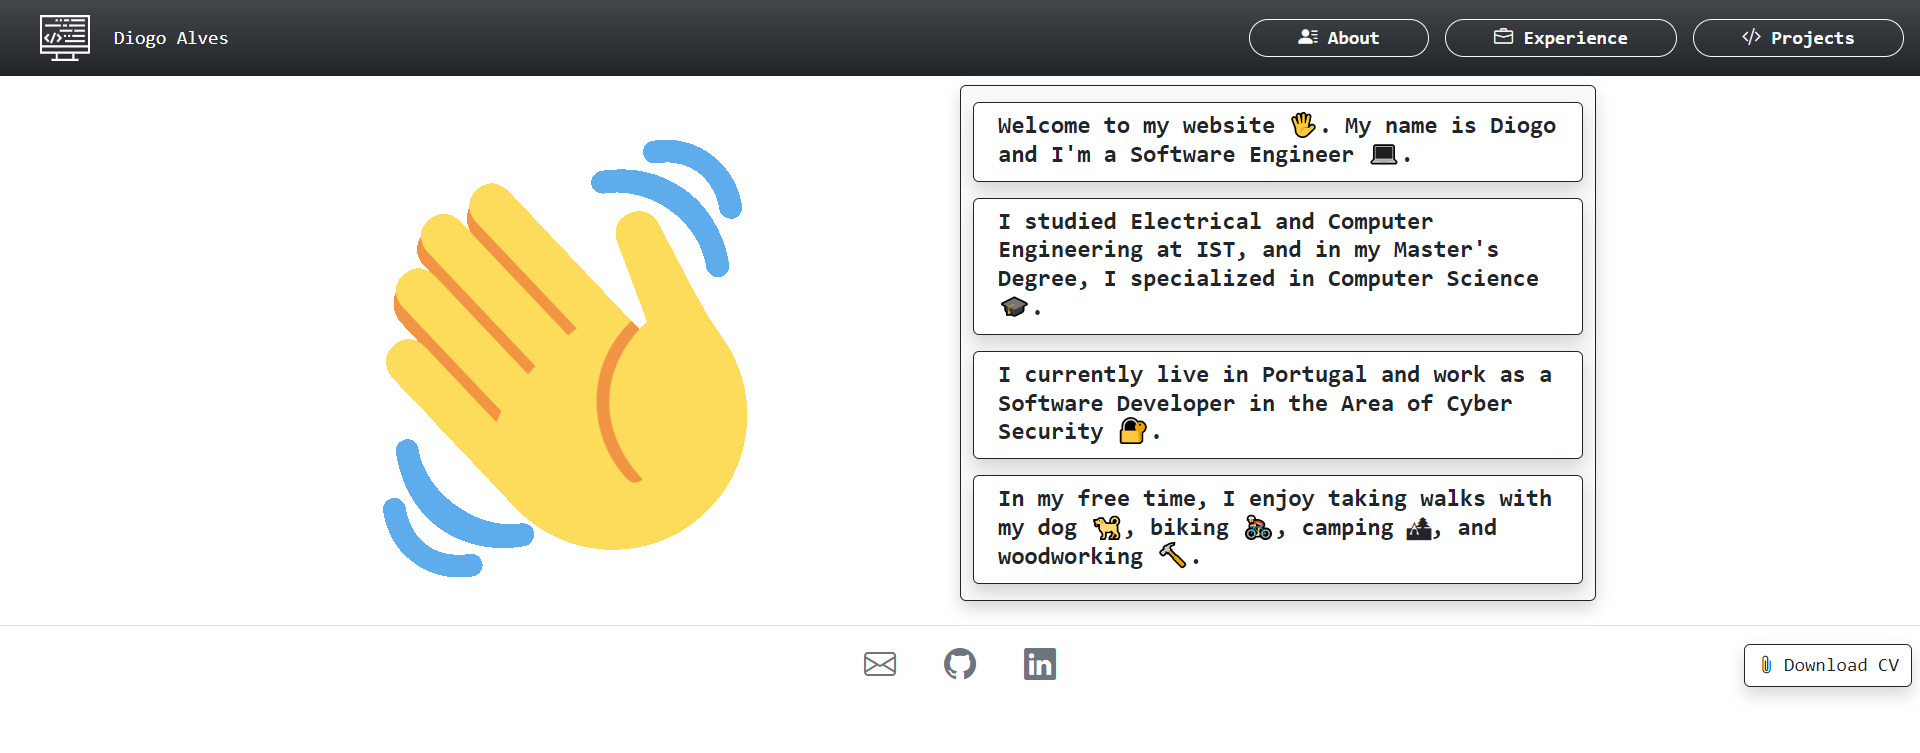 Diogo Alves
About
Experience
Projects
Welcome to my website 🖐. My name is Diogo
and I'm a Software Engineer 💻.
I studied Electrical and Computer
Engineering at IST, and in my Master's
Degree, I specialized in Computer Science
🎓.
I currently live in Portugal and work as a
Software Developer in the Area of Cyber
Security 🔐.
In my free time, I enjoy taking walks with
my dog 🐕, biking 🚴, camping 🏕, and
woodworking 🔨.
Download CV